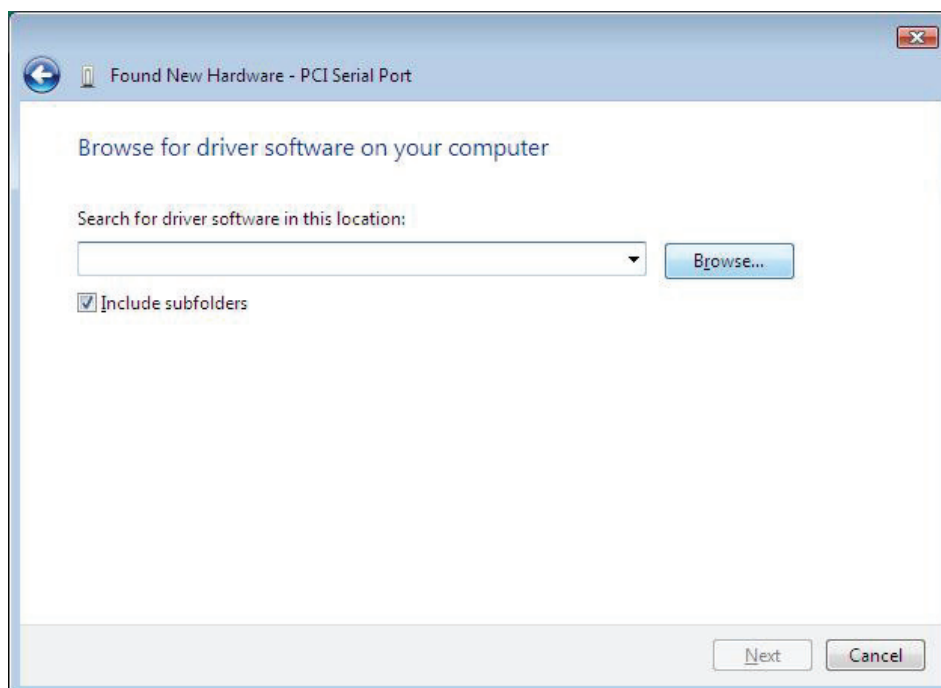 Found New Hardware - PCI Serial Port
Browse for driver software on your computer
Search for driver software in this location:
Browse...
Include subfolders
Next
Cancel